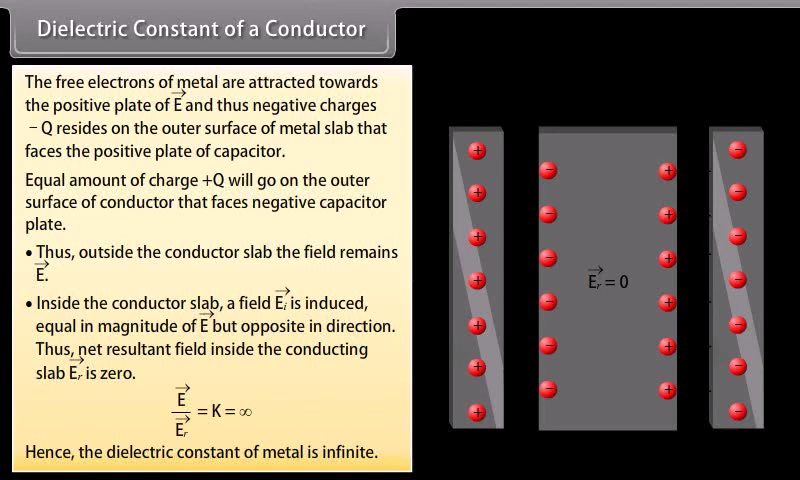 Dielectric Constant of a Conductor
The free electrons of metal are attracted towards
the positive plate of E⃗ and thus negative charges
– Q resides on the outer surface of metal slab that
faces the positive plate of capacitor.
Equal amount of charge +Q will go on the outer
surface of conductor that faces negative capacitor
plate.
• Thus, outside the conductor slab the field remains
E⃗.
• Inside the conductor slab, a field E⃗ᵢ is induced,
equal in magnitude of E⃗ but opposite in direction.
Thus, net resultant field inside the conducting
slab E⃗ᵣ is zero.
E⃗ / E⃗ᵣ = K = ∞
Hence, the dielectric constant of metal is infinite.
+ − + −
+ − + −
+ − + −
+ − E⃗ᵣ = 0 + −
+ − + −
+ − + −
+ −